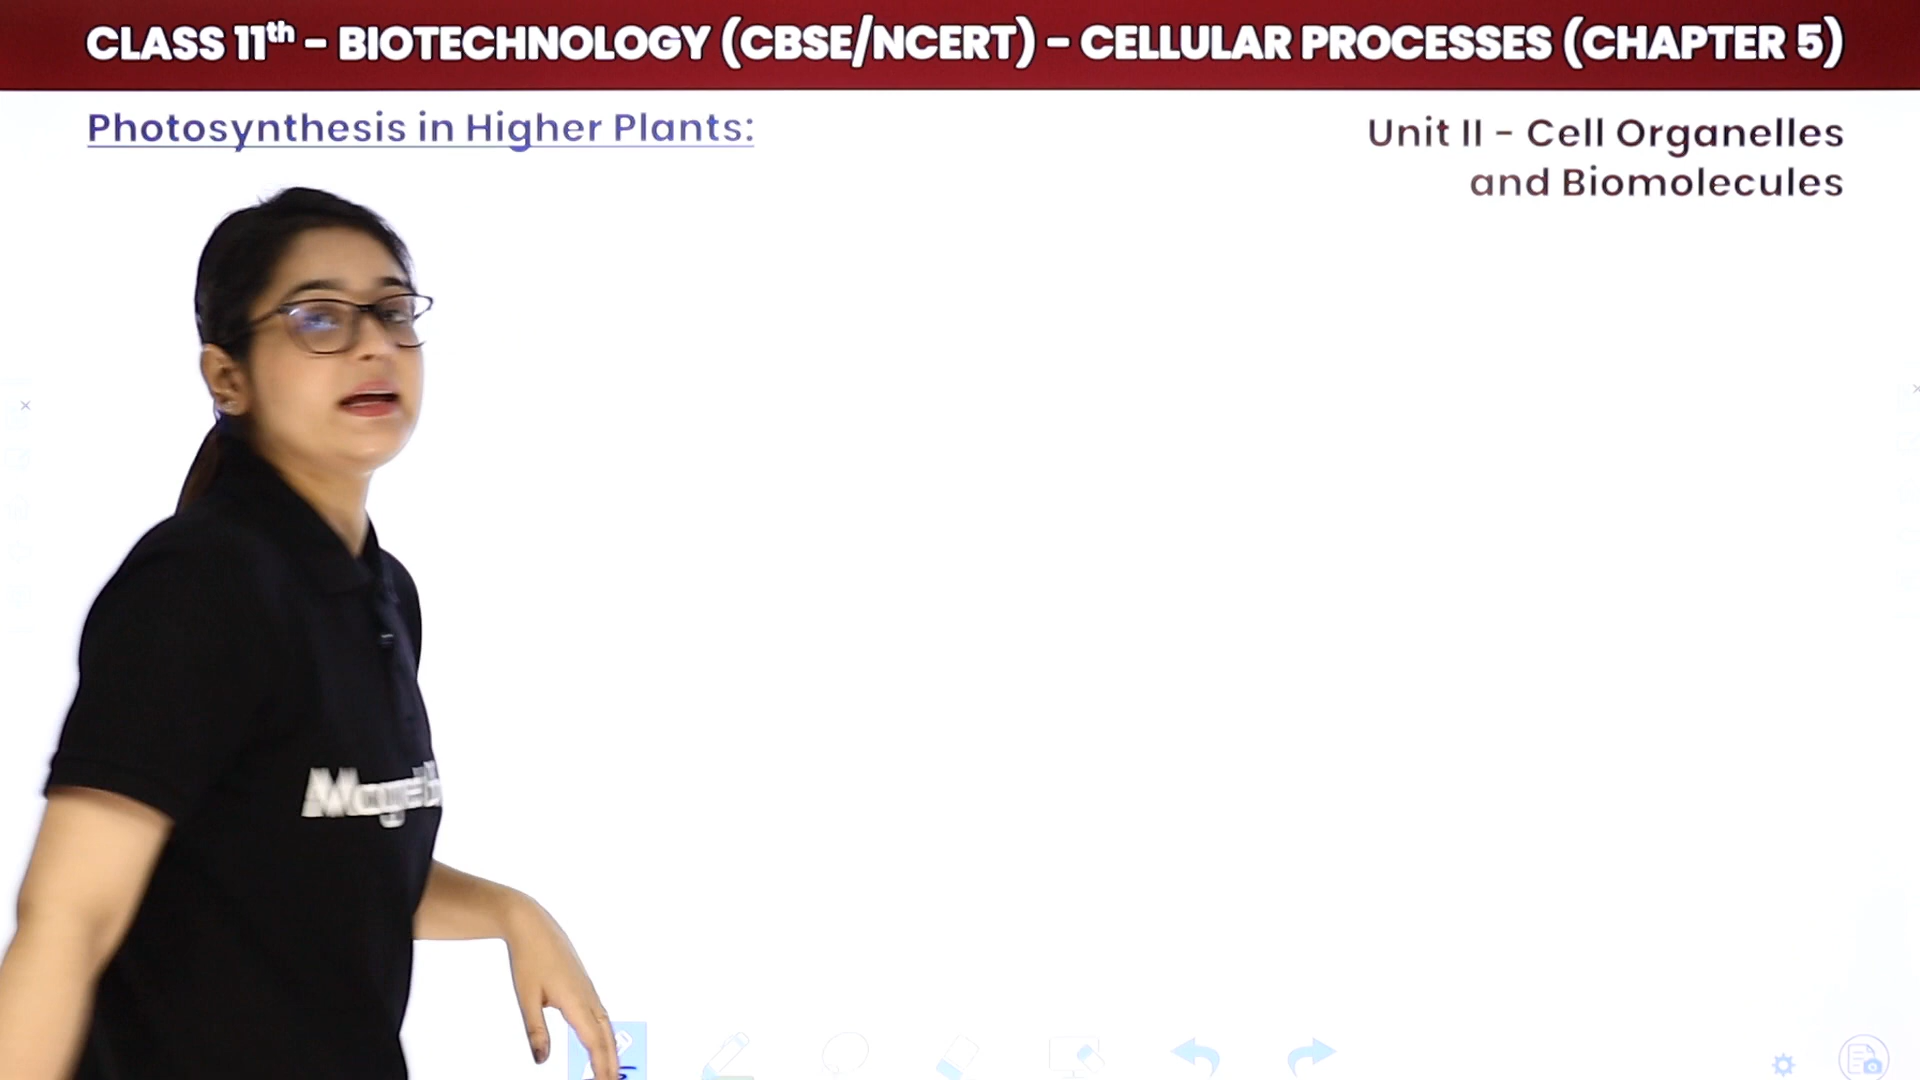 CLASS 11th - BIOTECHNOLOGY (CBSE/NCERT) - CELLULAR PROCESSES (CHAPTER 5)
Photosynthesis in Higher Plants:
Unit II - Cell Organelles
and Biomolecules